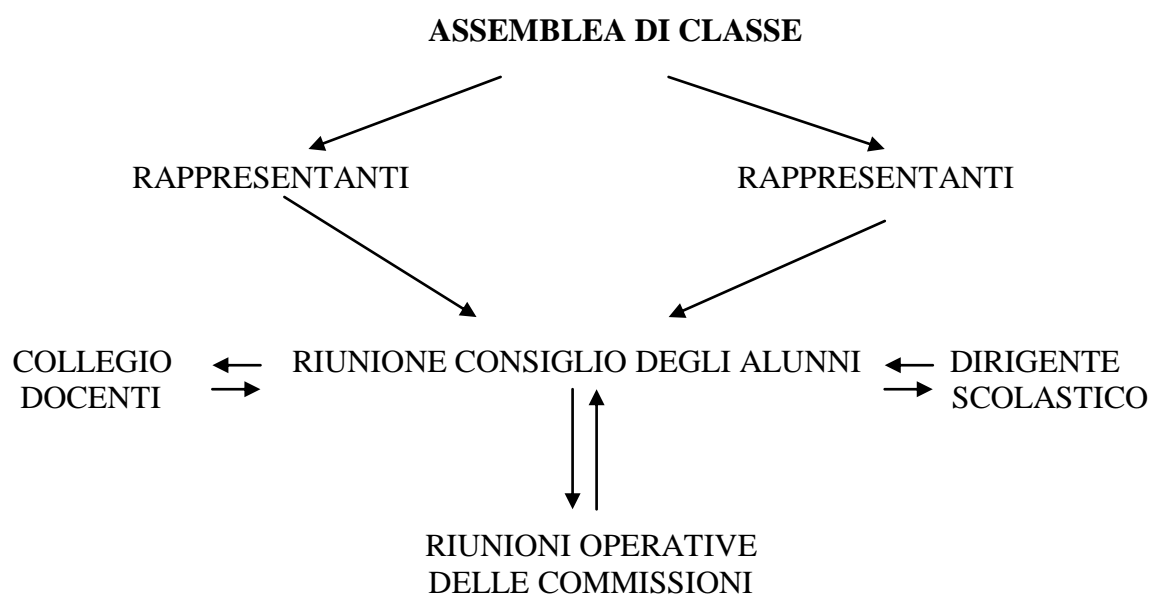 ASSEMBLEA DI CLASSE
RAPPRESENTANTI
RAPPRESENTANTI
COLLEGIO
DOCENTI
RIUNIONE CONSIGLIO DEGLI ALUNNI
DIRIGENTE
SCOLASTICO
RIUNIONI OPERATIVE
DELLE COMMISSIONI